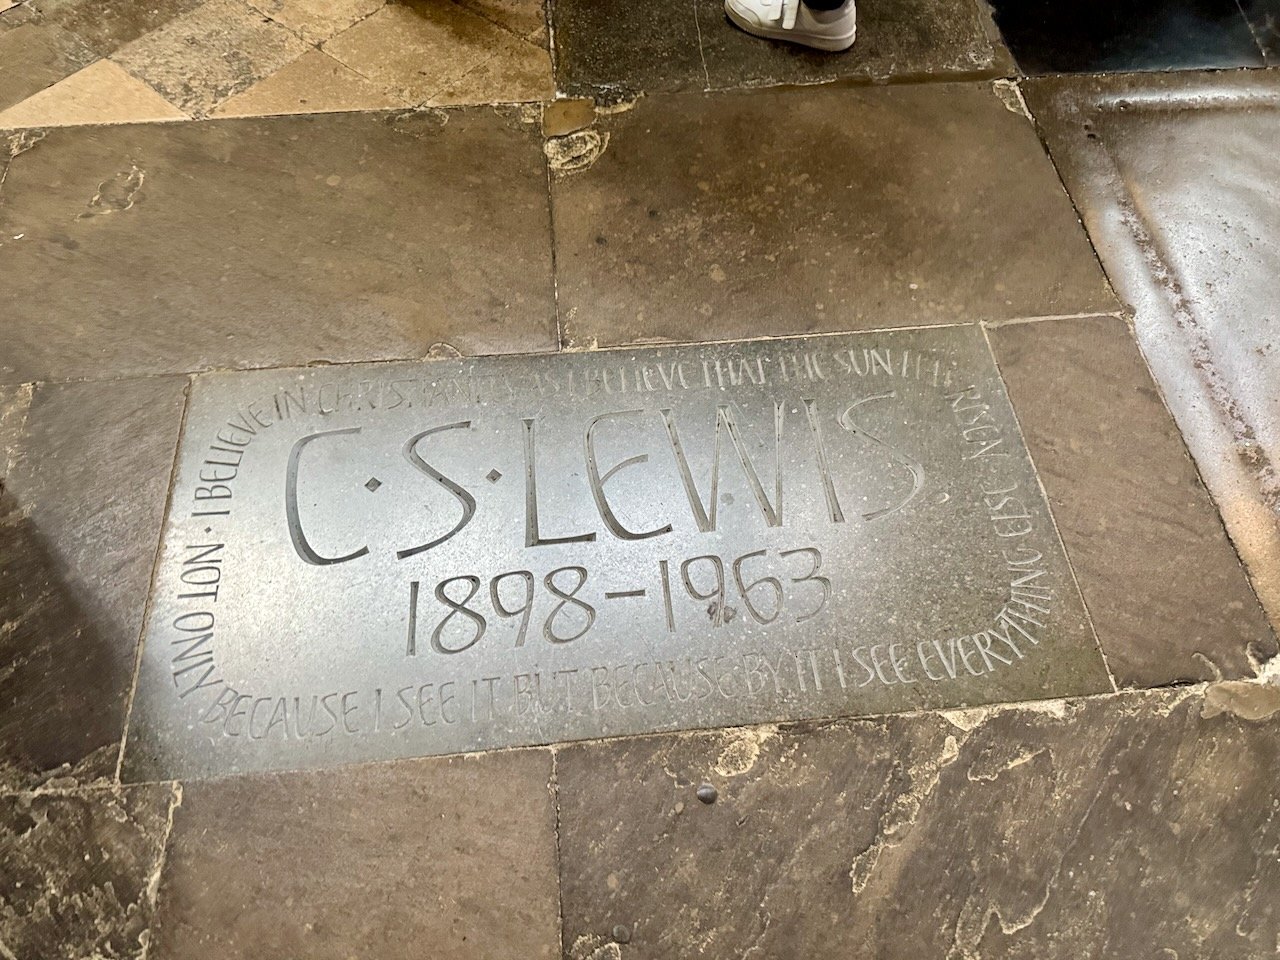 I BELIEVE IN CHRISTIANITY AS I BELIEVE THAT THE SUN
C·S·LEWIS
1898–1963
· NOT ONLY BECAUSE I SEE IT BUT BECAUSE BY IT I SEE EVERYTHING ELSE